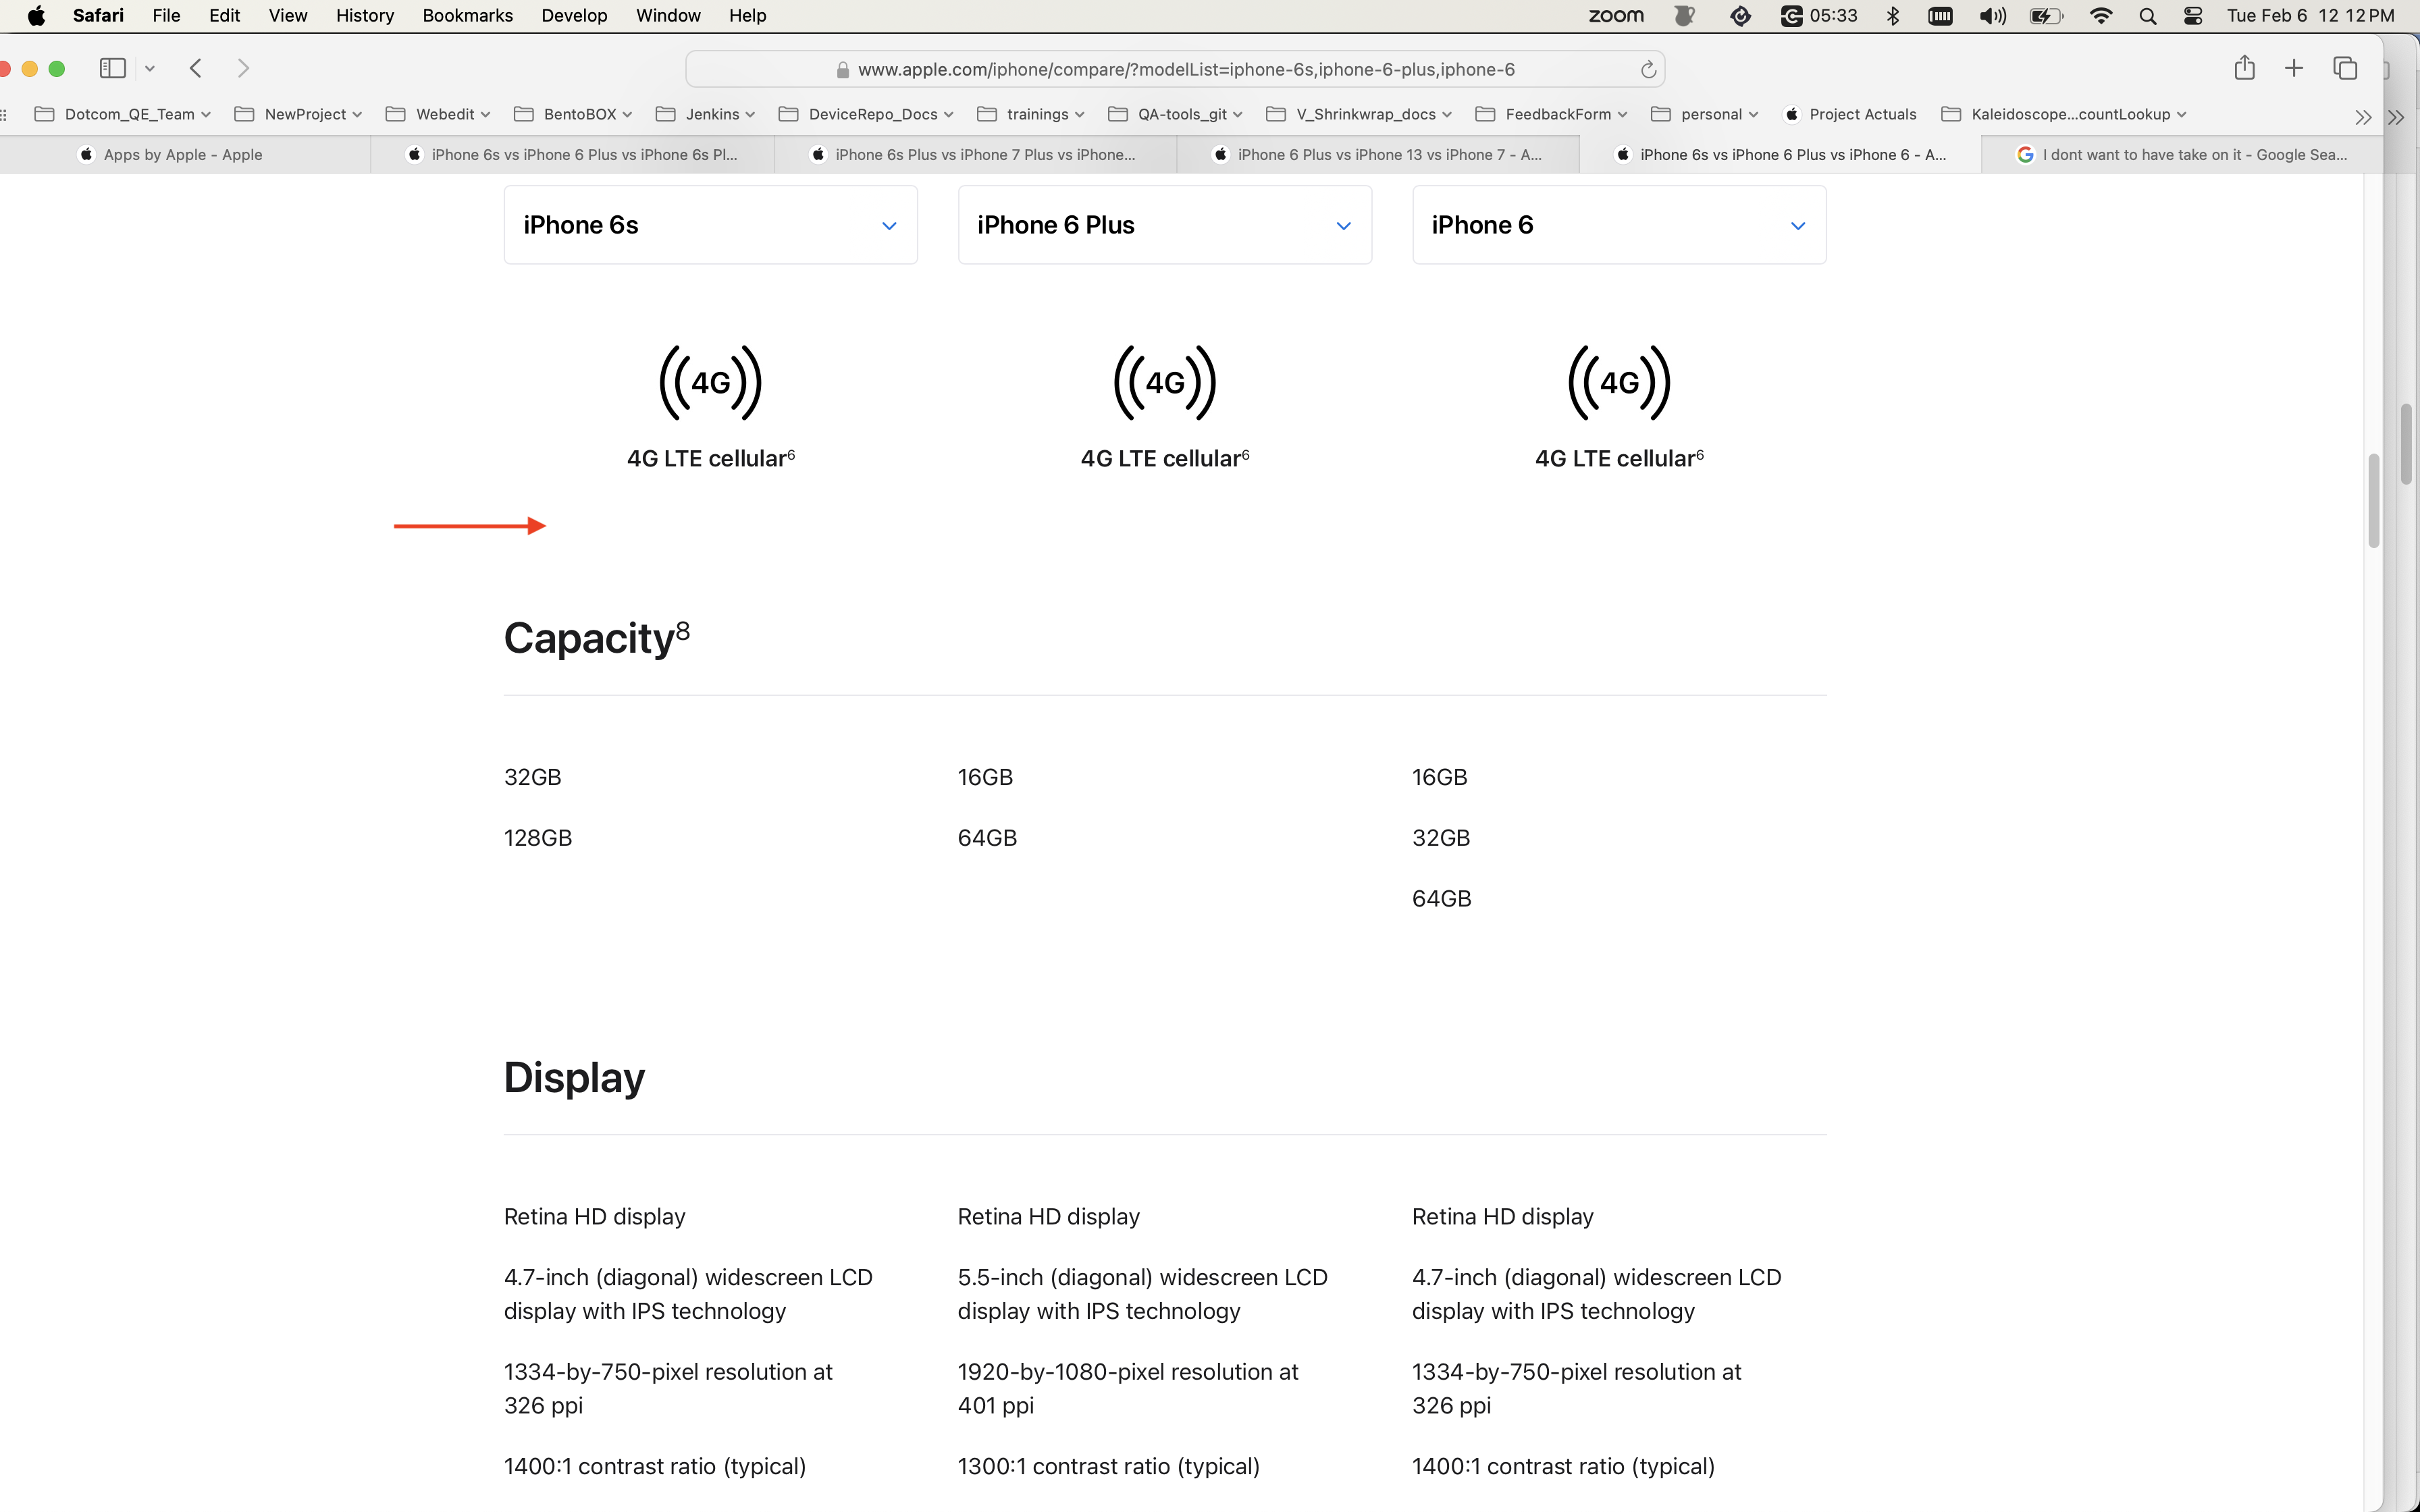 Safari File Edit View History Bookmarks Develop Window Help zoom 05:33 Tue Feb 6 12 12 PM
www.apple.com/iphone/compare/?modelList=iphone-6s,iphone-6-plus,iphone-6
Dotcom_QE_Team NewProject Webedit BentoBOX Jenkins DeviceRepo_Docs trainings QA-tools_git V_Shrinkwrap_docs FeedbackForm personal Project Actuals Kaleidoscope...countLookup
Apps by Apple - Apple iPhone 6s vs iPhone 6 Plus vs iPhone 6s Pl... iPhone 6s Plus vs iPhone 7 Plus vs iPhone... iPhone 6 Plus vs iPhone 13 vs iPhone 7 - A... iPhone 6s vs iPhone 6 Plus vs iPhone 6 - A... I dont want to have take on it - Google Sea...
iPhone 6s iPhone 6 Plus iPhone 6
4G 4G 4G
4G LTE cellular⁶ 4G LTE cellular⁶ 4G LTE cellular⁶
Capacity⁸
32GB 16GB 16GB
128GB 64GB 32GB
64GB
Display
Retina HD display Retina HD display Retina HD display
4.7-inch (diagonal) widescreen LCD 5.5-inch (diagonal) widescreen LCD 4.7-inch (diagonal) widescreen LCD
display with IPS technology display with IPS technology display with IPS technology
1334-by-750-pixel resolution at 1920-by-1080-pixel resolution at 1334-by-750-pixel resolution at
326 ppi 401 ppi 326 ppi
1400:1 contrast ratio (typical) 1300:1 contrast ratio (typical) 1400:1 contrast ratio (typical)